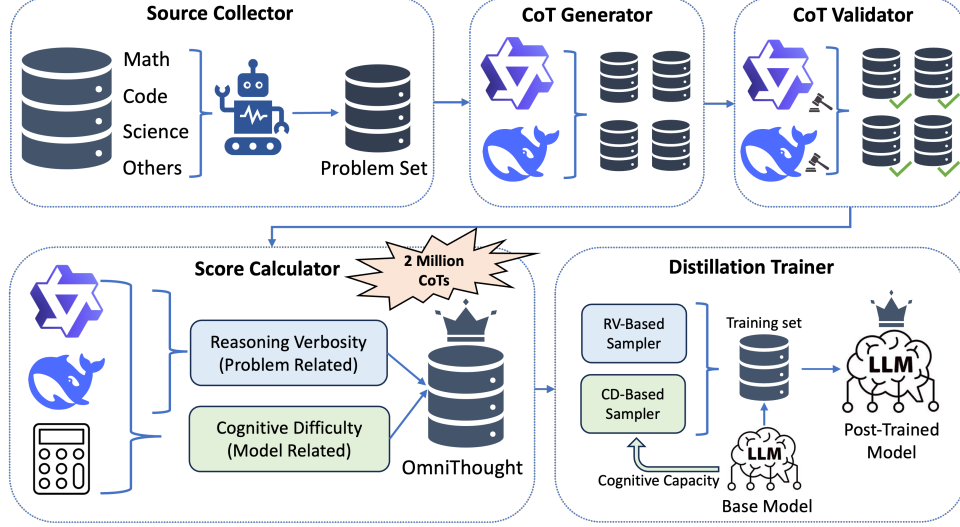 Source Collector
Math
Code
Science
Others
Problem Set
CoT Generator
CoT Validator
Score Calculator
2 Million
CoTs
Reasoning Verbosity
(Problem Related)
Cognitive Difficulty
(Model Related)
OmniThought
Distillation Trainer
RV-Based
Sampler
CD-Based
Sampler
Cognitive Capacity
Training set
LLM
Base Model
LLM
Post-Trained
Model